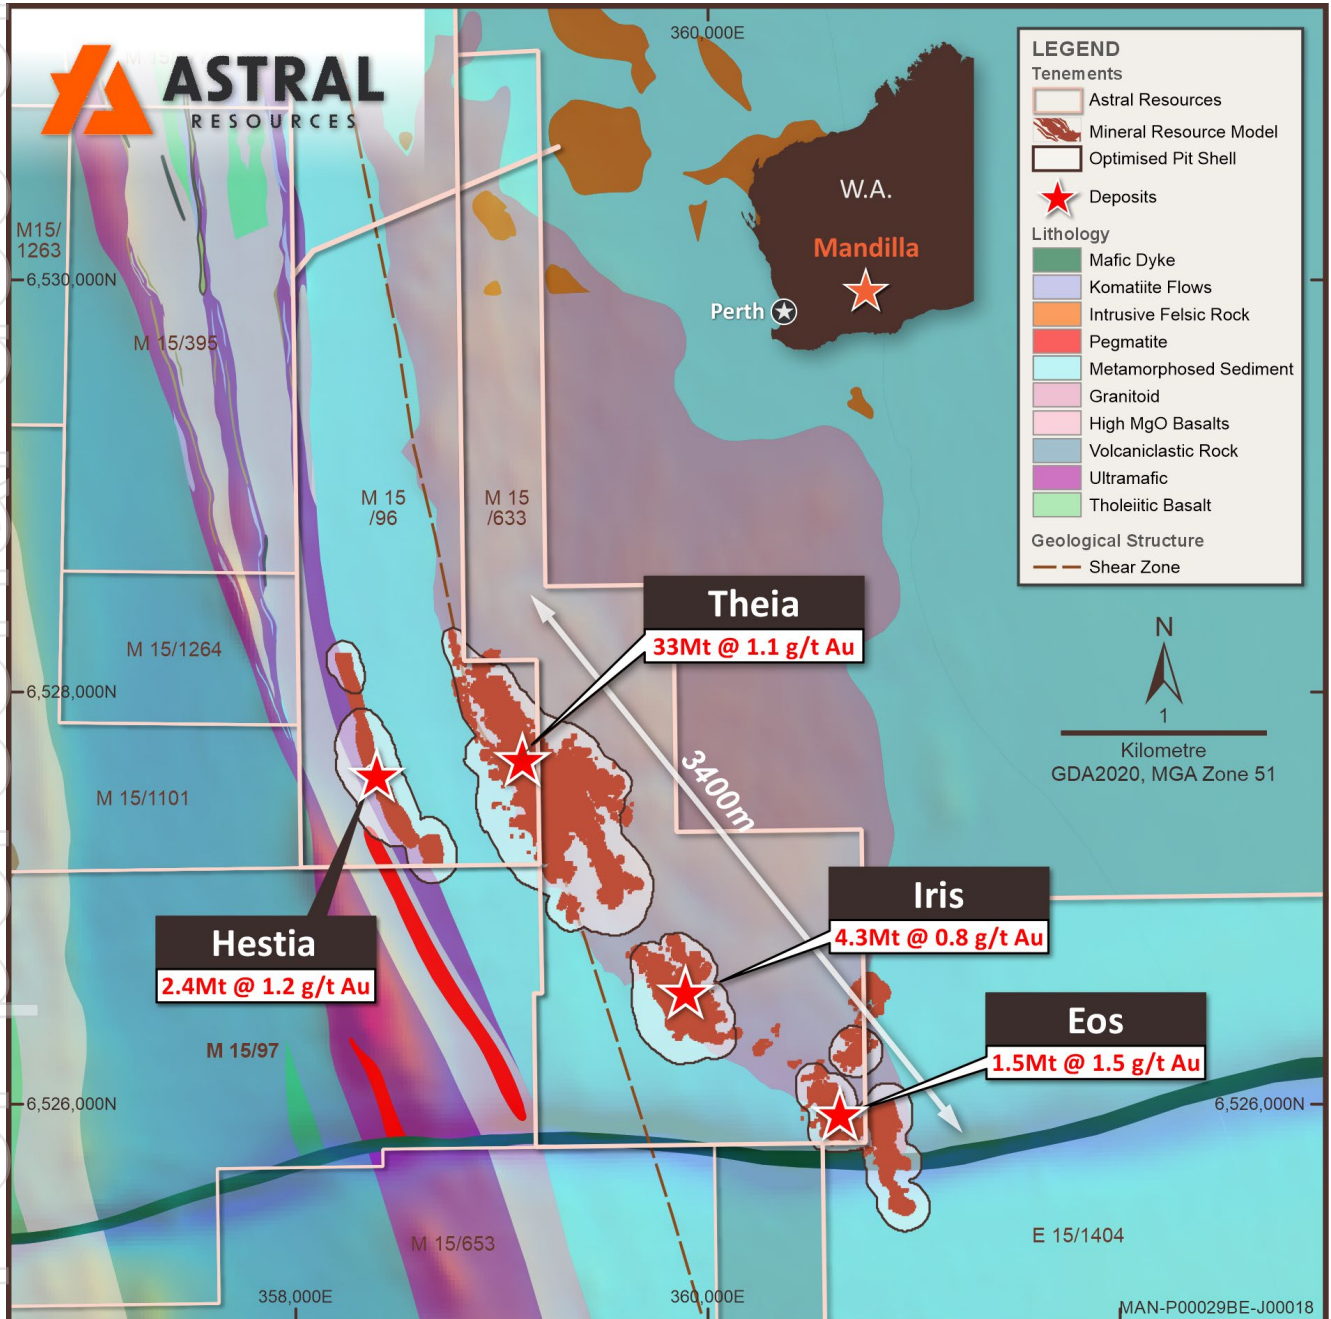 ASTRAL
RESOURCES
360,000E
M15/
1263
6,530,000N
M 15/395
M 15
/96
M 15
/633
W.A.
Mandilla
Perth
LEGEND
Tenements
Astral Resources
Mineral Resource Model
Optimised Pit Shell
Deposits
Lithology
Mafic Dyke
Komatiite Flows
Intrusive Felsic Rock
Pegmatite
Metamorphosed Sediment
Granitoid
High MgO Basalts
Volcaniclastic Rock
Ultramafic
Tholeiitic Basalt
Geological Structure
Shear Zone
N
1
Kilometre
GDA2020, MGA Zone 51
Theia
33Mt @ 1.1 g/t Au
M 15/1264
6,528,000N
M 15/1101
3400m
Iris
4.3Mt @ 0.8 g/t Au
Hestia
2.4Mt @ 1.2 g/t Au
Eos
1.5Mt @ 1.5 g/t Au
M 15/97
6,526,000N
6,526,000N
M 15/653
E 15/1404
358,000E
360,000E
MAN-P00029BE-J00018